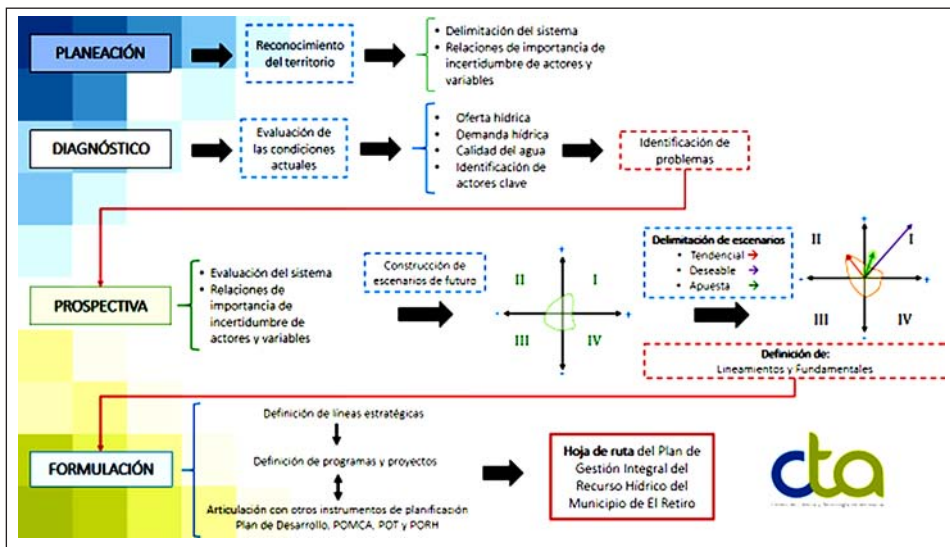 PLANEACIÓN
Reconocimiento
del territorio
• Delimitación del sistema
• Relaciones de importancia de
incertidumbre de actores y
variables
DIAGNÓSTICO
Evaluación de
las condiciones
actuales
• Oferta hídrica
• Demanda hídrica
• Calidad del agua
• Identificación de
actores clave
Identificación de
problemas
PROSPECTIVA
• Evaluación del sistema
• Relaciones de
importancia de
incertidumbre de
actores y variables
Construcción de
escenarios de futuro
+
II I
- +
III IV
-
Delimitación de escenarios
• Tendencial
• Deseable
• Apuesta
+
II I
- +
III IV
-
Definición de:
Lineamientos y Fundamentales
FORMULACIÓN
Definición de líneas estratégicas
Definición de programas y proyectos
Articulación con otros instrumentos de planificación
Plan de Desarrollo, POMCA, POT y PORH
Hoja de ruta del Plan de
Gestión Integral del
Recurso Hídrico del
Municipio de El Retiro
cta